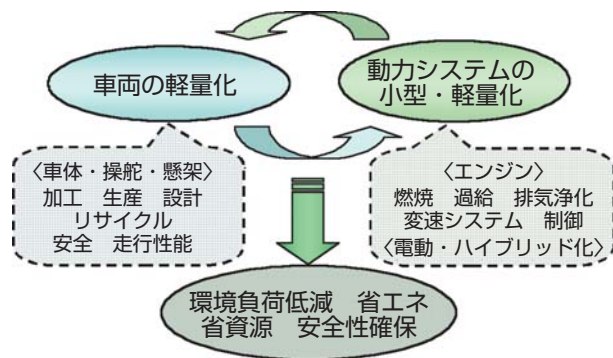 車両の軽量化
動力システムの
小型・軽量化
〈車体・操舵・懸架〉
加工　生産　設計
リサイクル
安全　走行性能
〈エンジン〉
燃焼　過給　排気浄化
変速システム　制御
〈電動・ハイブリッド化〉
環境負荷低減　省エネ
省資源　安全性確保